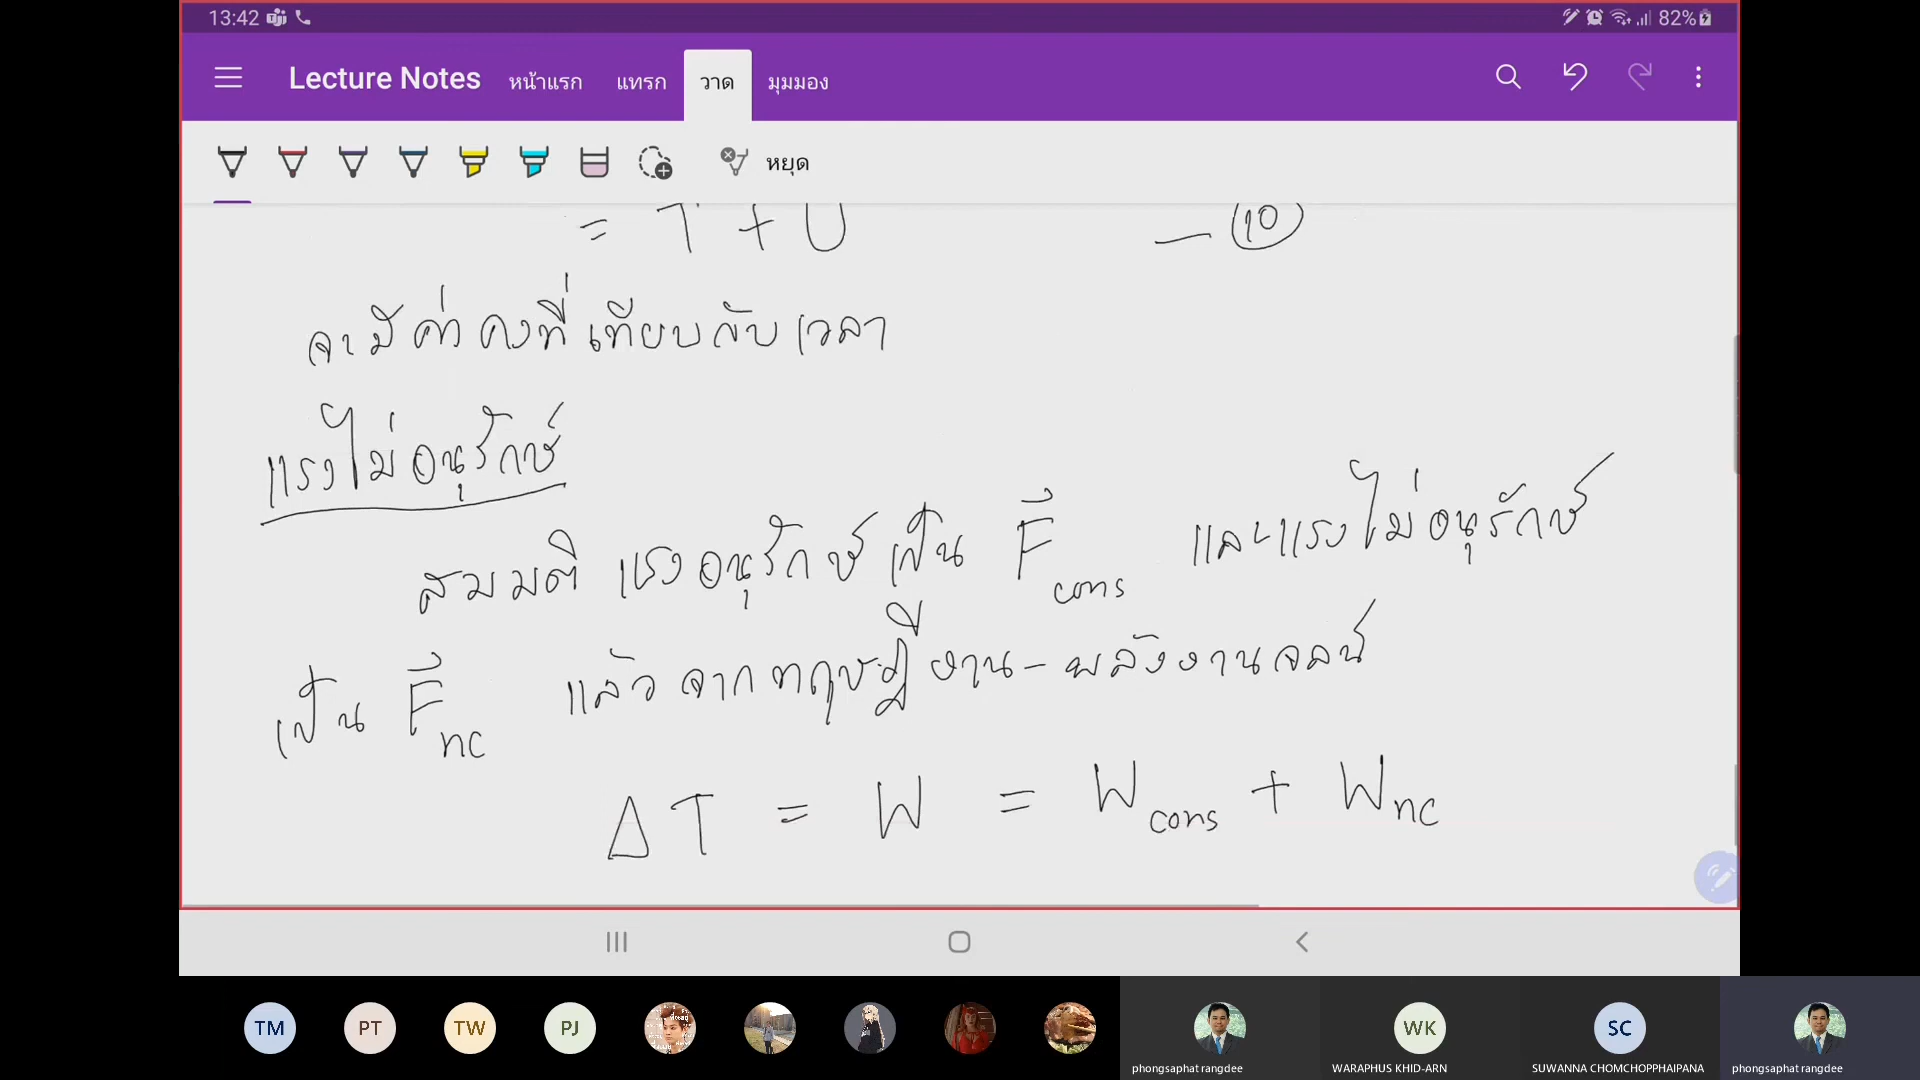 13:42 82%
Lecture Notes หน้าแรก แทรก วาด มุมมอง
หยุด
= T + U — (10)
จะมีค่าคงที่เทียบกับเวลา
แรงไม่อนุรักษ์
สมมติ แรงอนุรักษ์เป็น F⃗_cons และแรงไม่อนุรักษ์
เป็น F⃗_nc แล้ว จากทฤษฎีงาน-พลังงานจลน์
ΔT = W = W_cons + W_nc
TM PT TW PJ WK SC
phongsaphat rangdee WARAPHUS KHID-ARN SUWANNA CHOMCHOPPHAIPANA phongsaphat rangdee